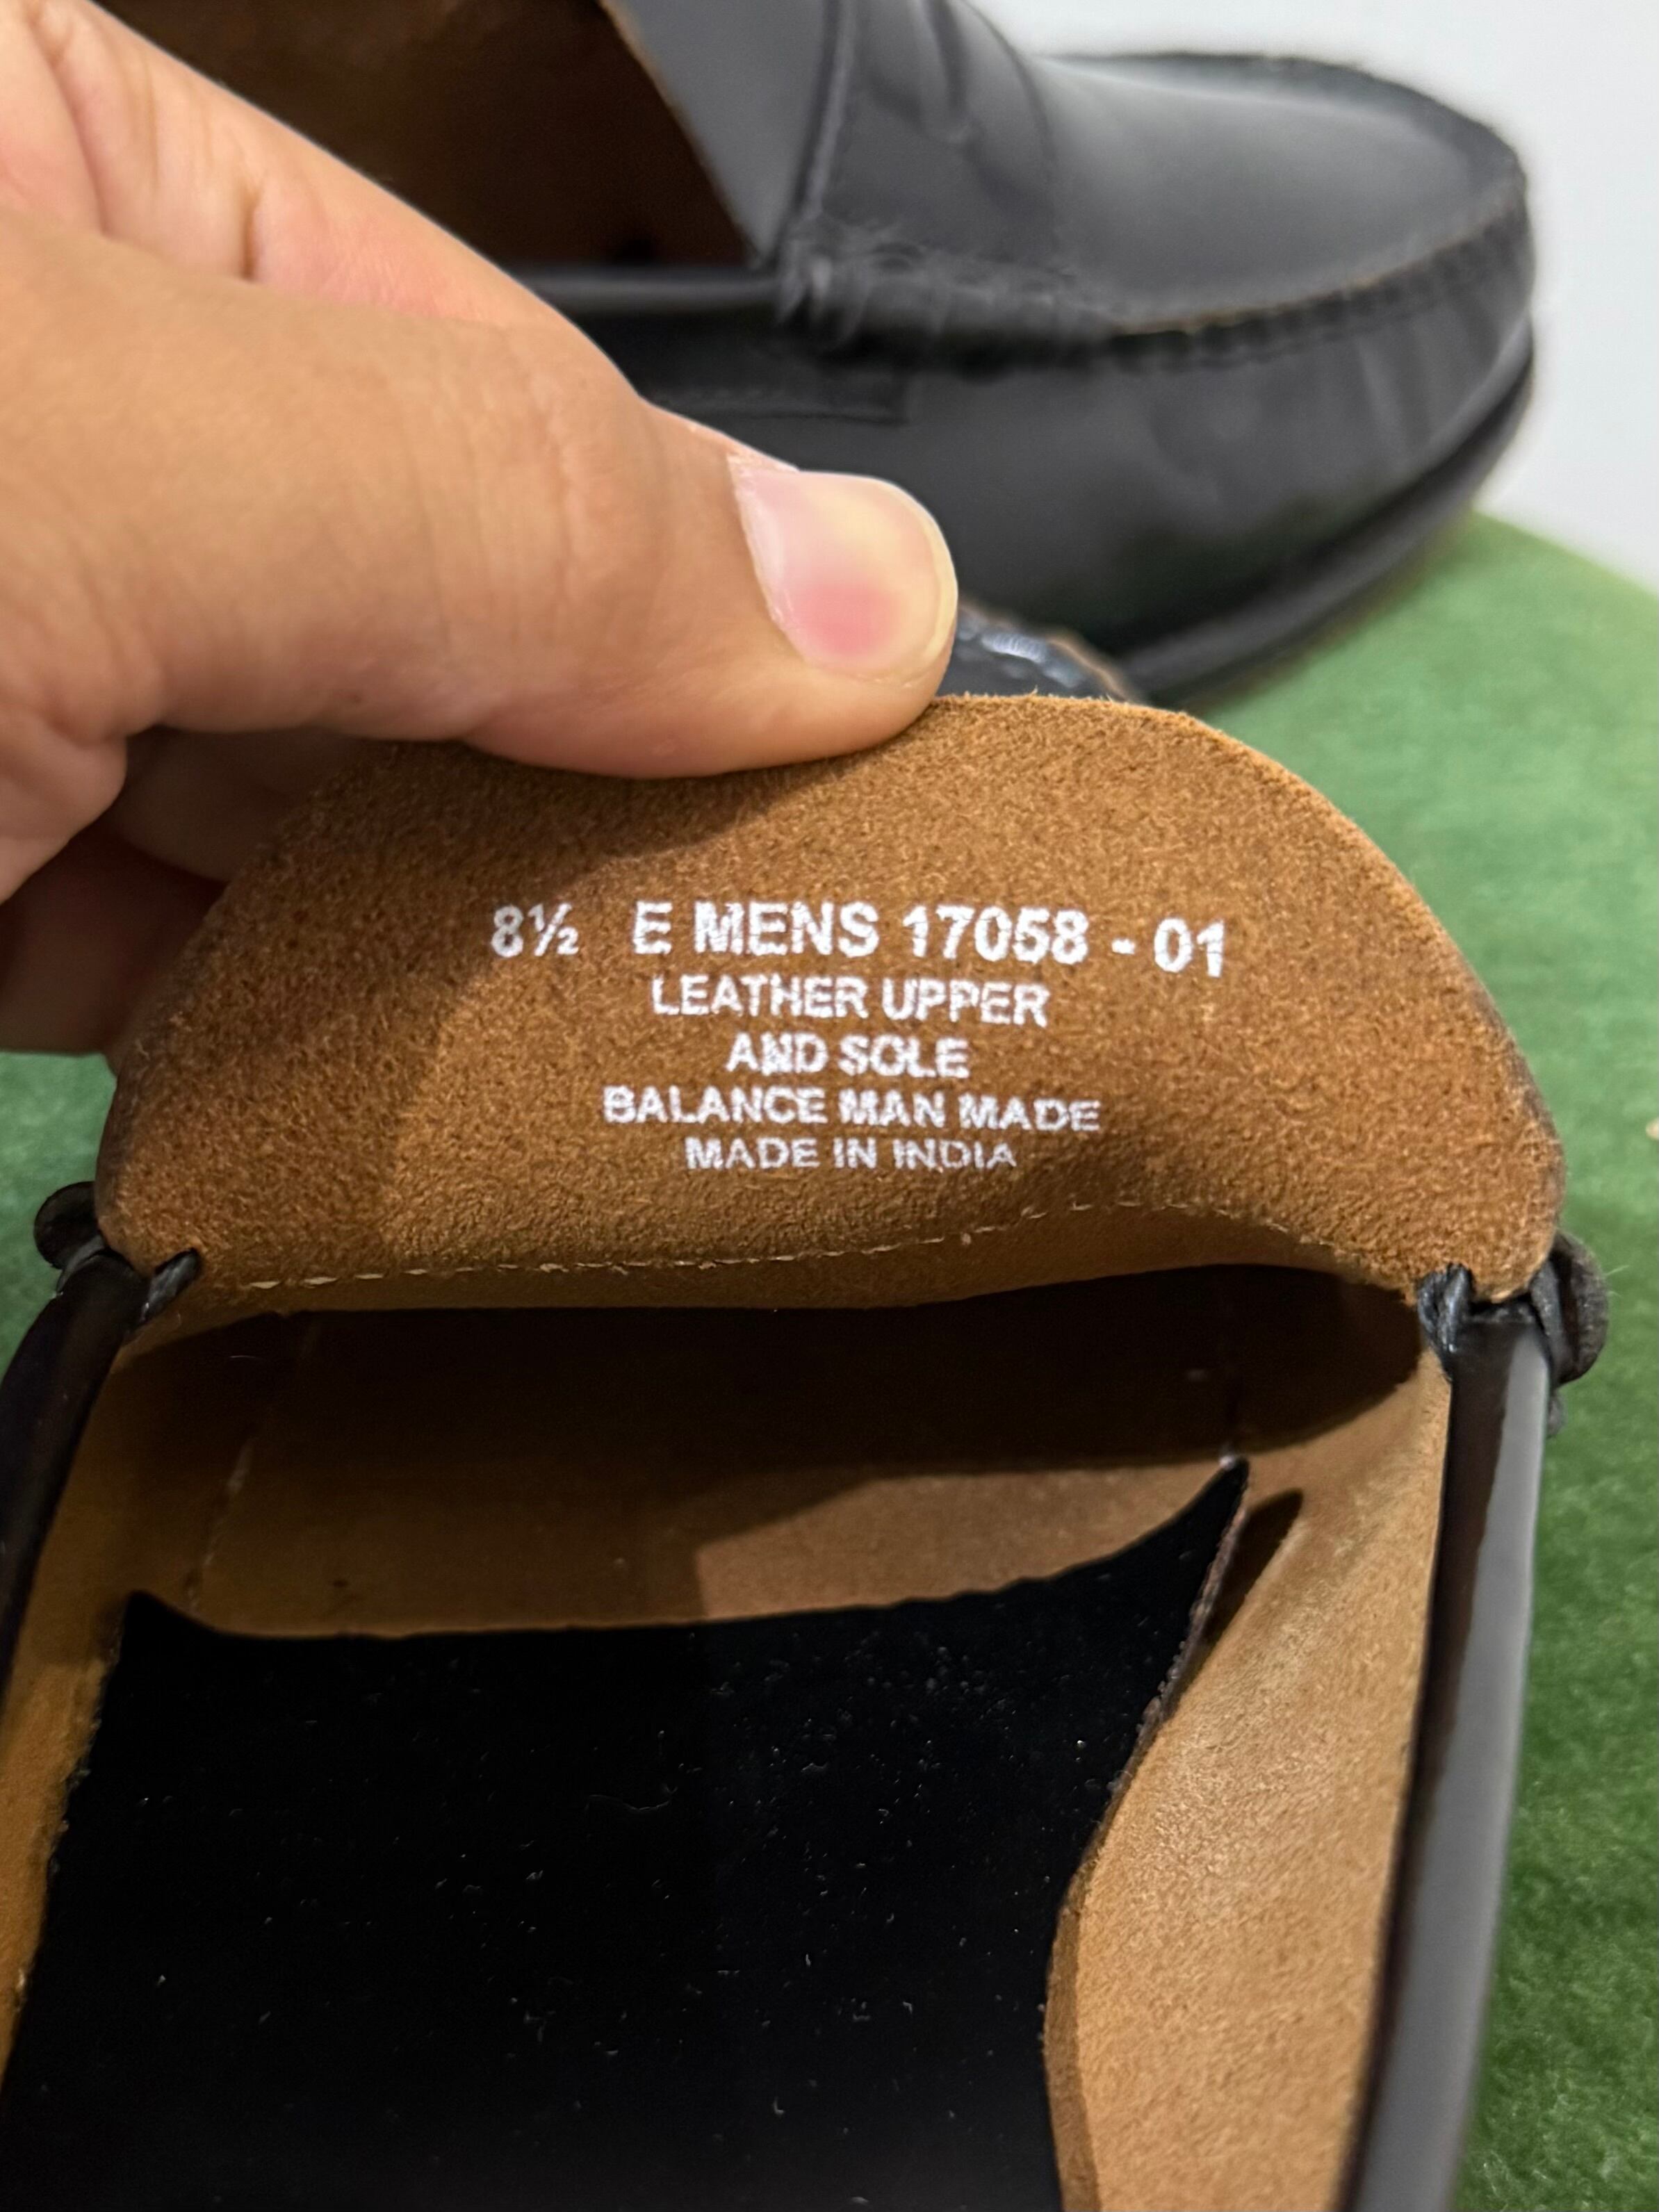 8½ E MENS 17058 - 01
LEATHER UPPER
AND SOLE
BALANCE MAN MADE
MADE IN INDIA